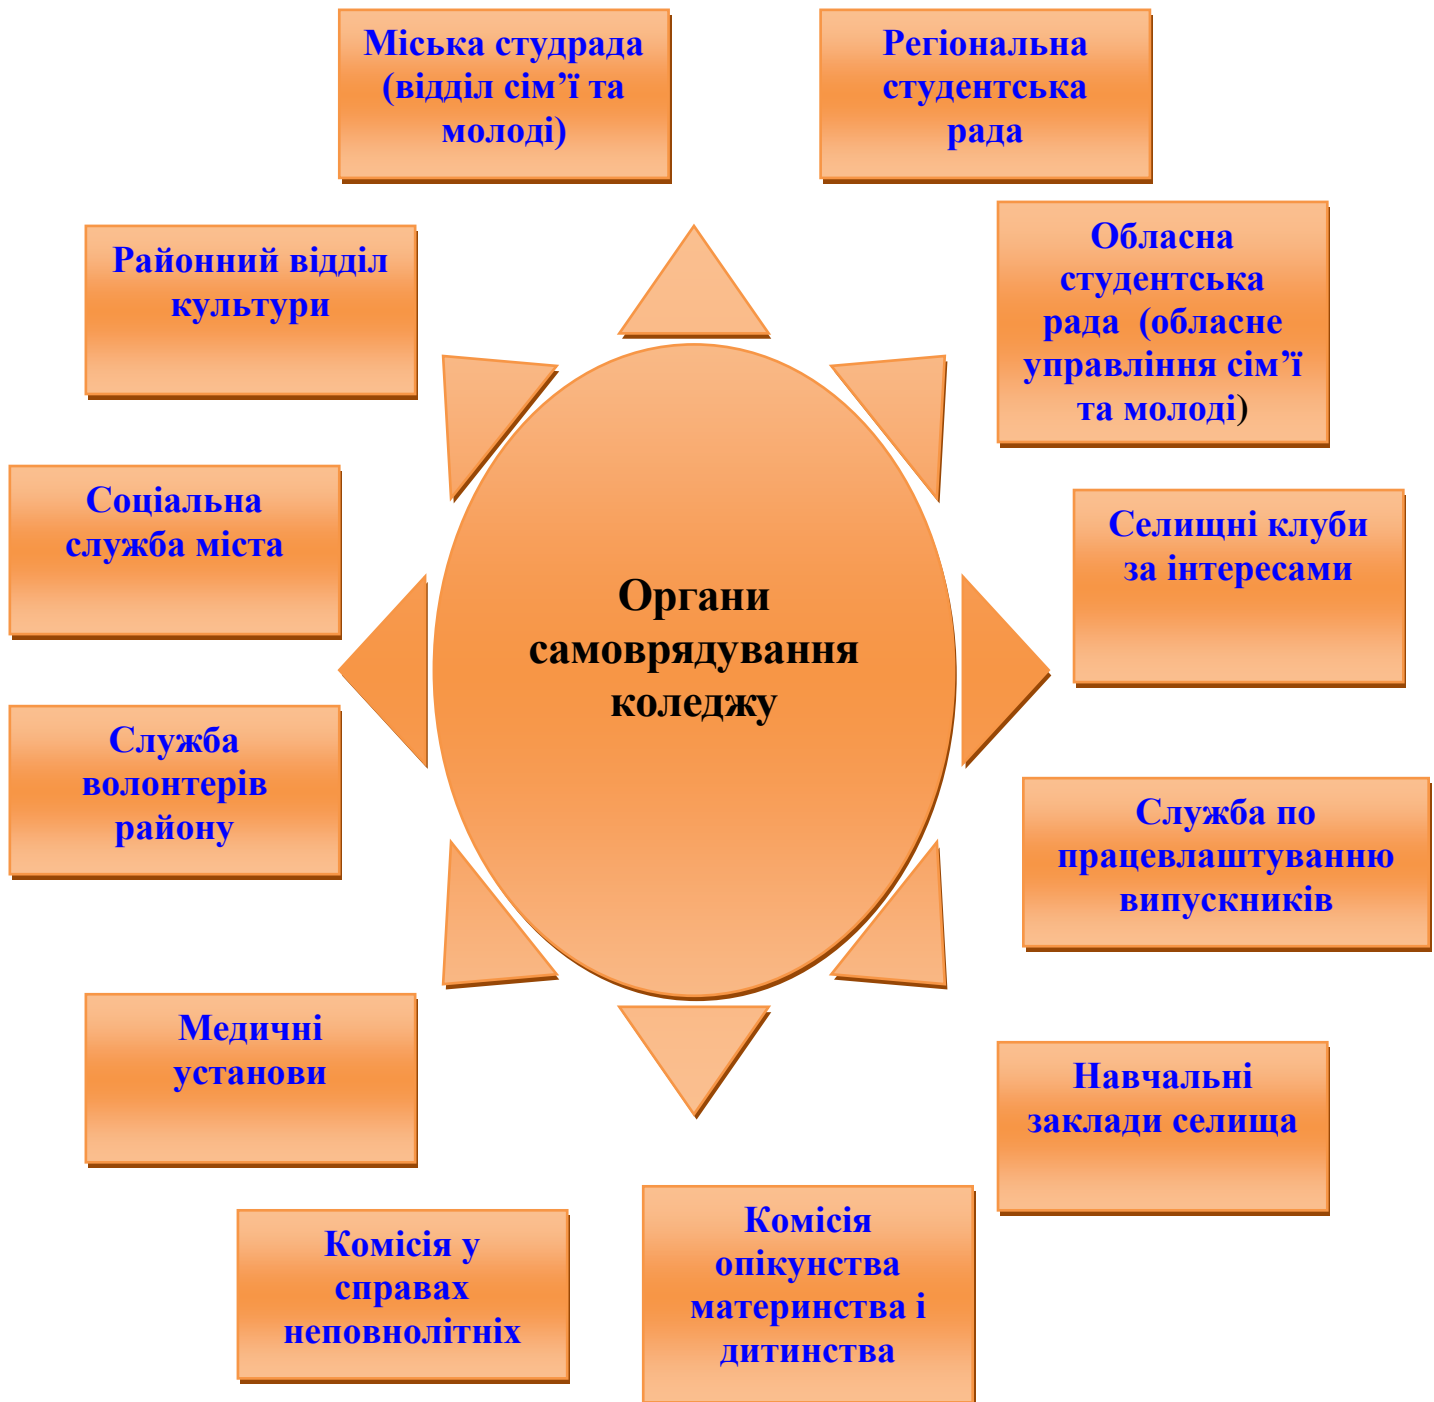 Міська студрада
(відділ сім’ї та
молоді)
Регіональна
студентська
рада
Районний відділ
культури
Обласна
студентська
рада (обласне
управління сім’ї
та молоді)
Соціальна
служба міста
Селищні клуби
за інтересами
Органи
самоврядування
коледжу
Служба
волонтерів
району
Служба по
працевлаштуванню
випускників
Медичні
установи
Навчальні
заклади селища
Комісія у
справах
неповнолітніх
Комісія
опікунства
материнства і
дитинства